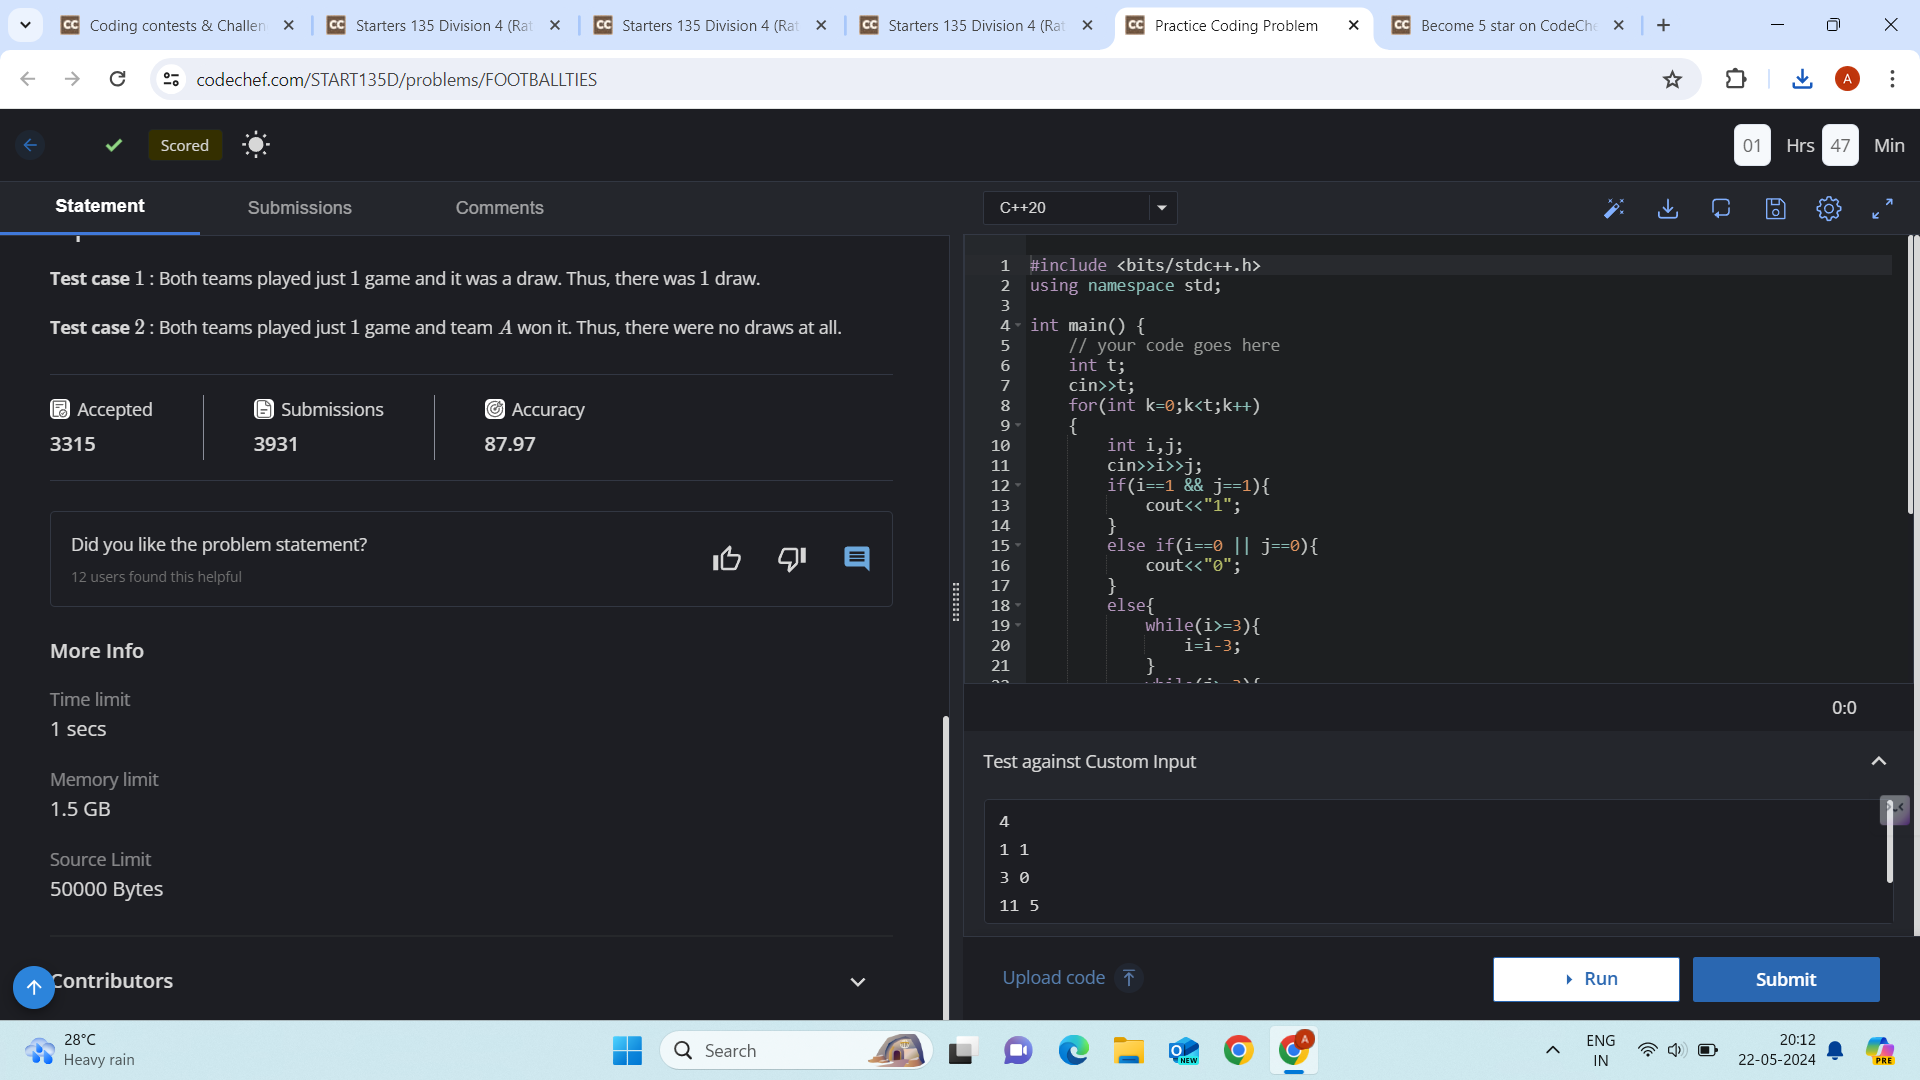 Coding contests & Challen
Starters 135 Division 4 (Rat
Starters 135 Division 4 (Rat
Starters 135 Division 4 (Rat
Practice Coding Problem
Become 5 star on CodeChe
codechef.com/START135D/problems/FOOTBALLTIES
A
Scored
01 Hrs 47 Min
Statement
Submissions
Comments
C++20
Test case 1 : Both teams played just 1 game and it was a draw. Thus, there was 1 draw.
Test case 2 : Both teams played just 1 game and team A won it. Thus, there were no draws at all.
Accepted
3315
Submissions
3931
Accuracy
87.97
Did you like the problem statement?
12 users found this helpful
More Info
Time limit
1 secs
Memory limit
1.5 GB
Source Limit
50000 Bytes
Contributors
1 #include <bits/stdc++.h>
2 using namespace std;
3
4 int main() {
5 // your code goes here
6 int t;
7 cin>>t;
8 for(int k=0;k<t;k++)
9 {
10 int i,j;
11 cin>>i>>j;
12 if(i==1 && j==1){
13 cout<<"1";
14 }
15 else if(i==0 || j==0){
16 cout<<"0";
17 }
18 else{
19 while(i>=3){
20 i=i-3;
21 }
0:0
Test against Custom Input
4
1 1
3 0
11 5
Upload code
Run
Submit
28°C
Heavy rain
Search
NEW
A
ENG
IN
20:12
22-05-2024
PRE